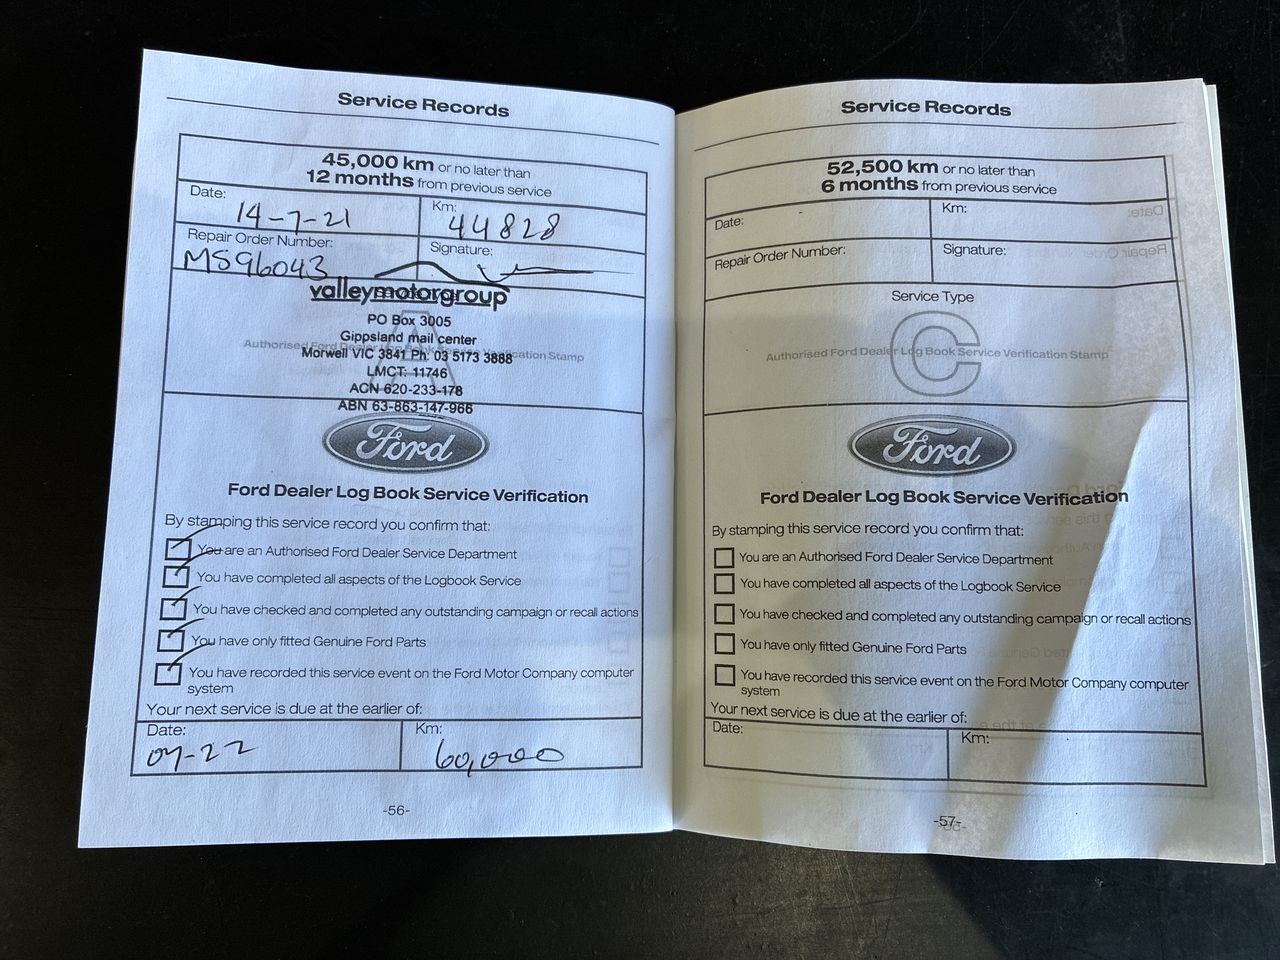 Service Records
45,000 km or no later than
12 months from previous service
Date:
14-7-21
Km:
44828
Repair Order Number:
MS96043
Signature:
valleymotorgroup
PO Box 3005
Gippsland mail center
Authorised Ford Dealer Log Book Service Verification Stamp
Morwell VIC 3841 Ph: 03 5173 3888
LMCT: 11746
ACN 620-233-178
ABN 63-863-147-966
Ford
Ford Dealer Log Book Service Verification
By stamping this service record you confirm that:
You are an Authorised Ford Dealer Service Department
You have completed all aspects of the Logbook Service
You have checked and completed any outstanding campaign or recall actions
You have only fitted Genuine Ford Parts
You have recorded this service event on the Ford Motor Company computer
system
Your next service is due at the earlier of:
Date:
07-22
Km:
60,000
-56-
Service Records
52,500 km or no later than
6 months from previous service
Date:
Km:
Repair Order Number:
Signature:
Service Type
C
Authorised Ford Dealer Log Book Service Verification Stamp
Ford
Ford Dealer Log Book Service Verification
By stamping this service record you confirm that:
You are an Authorised Ford Dealer Service Department
You have completed all aspects of the Logbook Service
You have checked and completed any outstanding campaign or recall actions
You have only fitted Genuine Ford Parts
You have recorded this service event on the Ford Motor Company computer
system
Your next service is due at the earlier of:
Date:
Km:
-57-